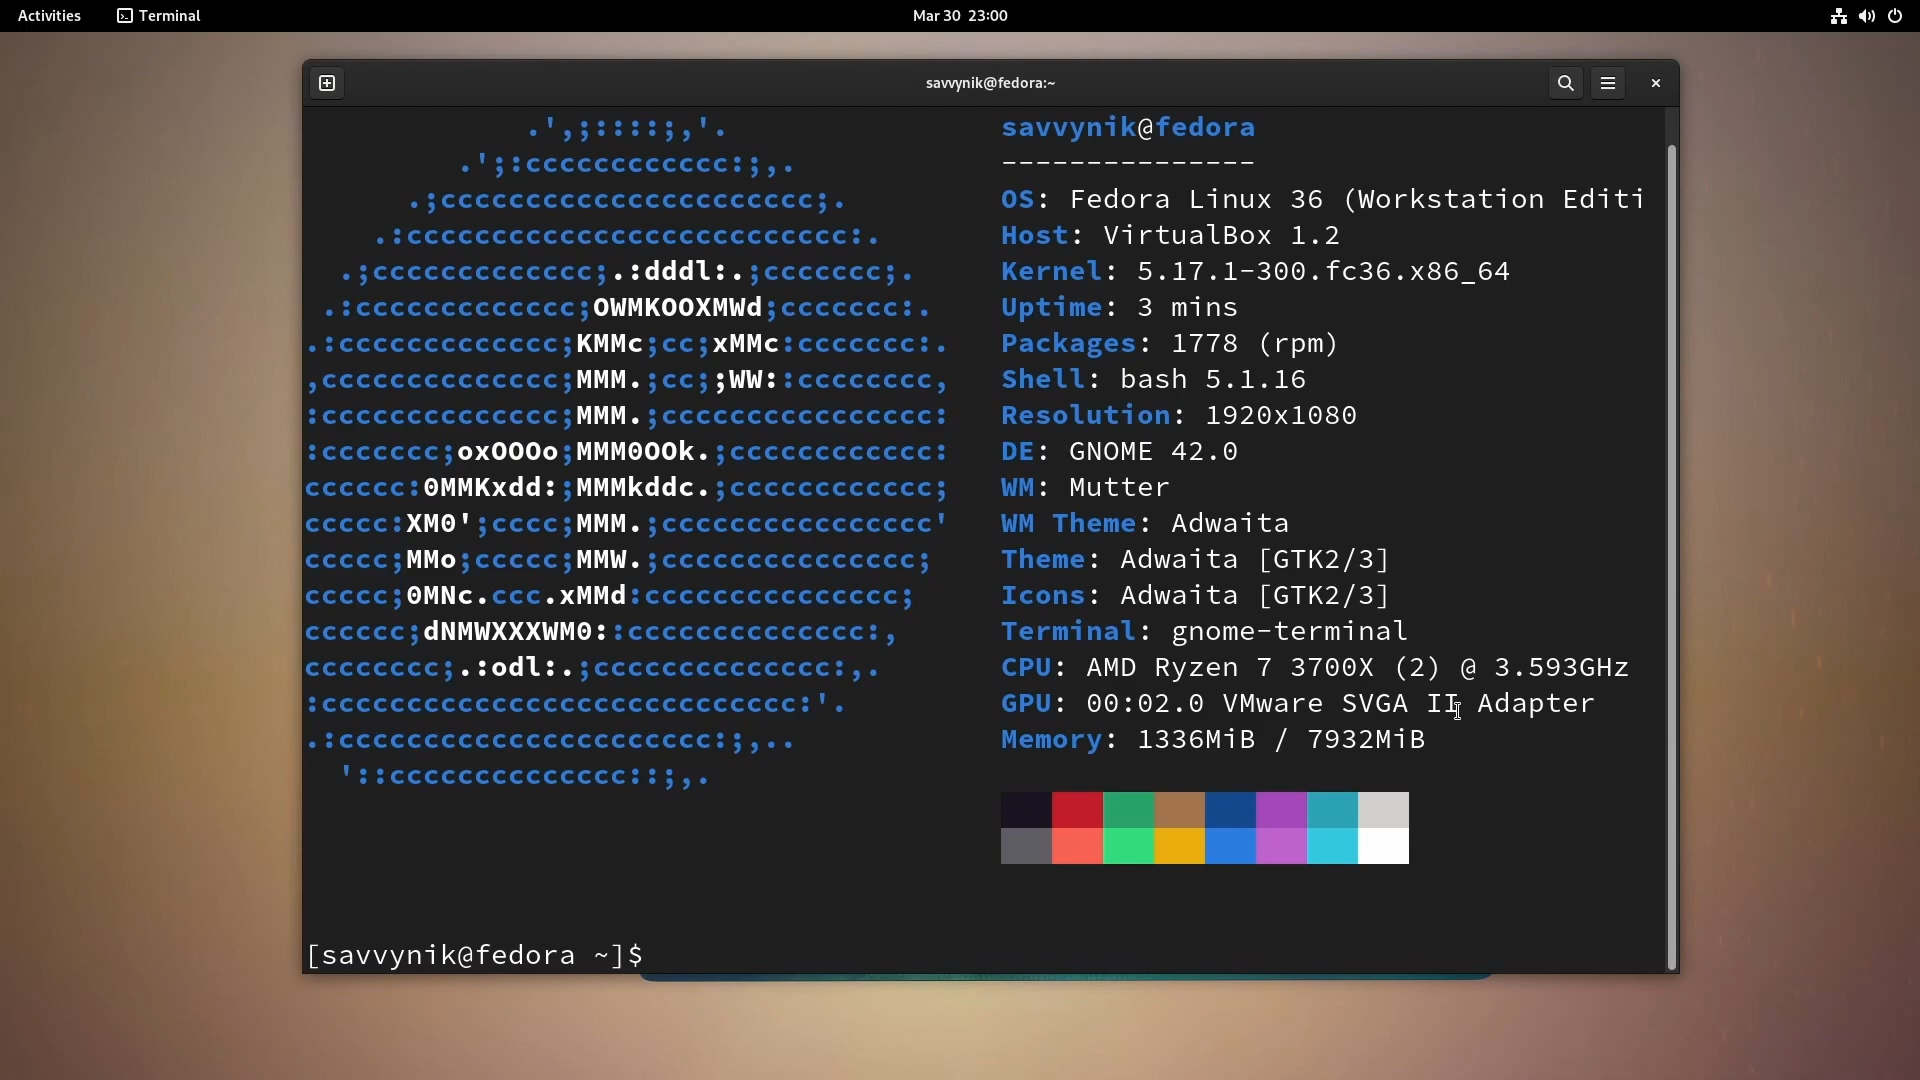 Activities
Terminal
Mar 30 23:00
savvynik@fedora:~
.',;::::;,'.
.';:cccccccccccc:;,.
.;cccccccccccccccccccccc;.
.:cccccccccccccccccccccccccc:.
.;ccccccccccccc;.:dddl:.;ccccccc;.
.:ccccccccccccc;OWMKOOXMWd;ccccccc:.
.:ccccccccccccc;KMMc;cc;xMMc:ccccccc:.
,cccccccccccccc;MMM.;cc;;WW::cccccccc,
:cccccccccccccc;MMM.;cccccccccccccccc:
:ccccccc;oxOOOo;MMM0OOk.;cccccccccccc:
cccccc:0MMKxdd:;MMMkddc.;cccccccccccc;
ccccc:XM0';cccc;MMM.;cccccccccccccccc'
ccccc;MMo;ccccc;MMW.;ccccccccccccccc;
ccccc;0MNc.ccc.xMMd:ccccccccccccccc;
cccccc;dNMWXXXWM0::cccccccccccccc:,
cccccccc;.:odl:.;cccccccccccccc:,.
:cccccccccccccccccccccccccccc:'.
.:cccccccccccccccccccccc:;,..
'::cccccccccccccc::;,.
savvynik@fedora
---------------
OS: Fedora Linux 36 (Workstation Editi
Host: VirtualBox 1.2
Kernel: 5.17.1-300.fc36.x86_64
Uptime: 3 mins
Packages: 1778 (rpm)
Shell: bash 5.1.16
Resolution: 1920x1080
DE: GNOME 42.0
WM: Mutter
WM Theme: Adwaita
Theme: Adwaita [GTK2/3]
Icons: Adwaita [GTK2/3]
Terminal: gnome-terminal
CPU: AMD Ryzen 7 3700X (2) @ 3.593GHz
GPU: 00:02.0 VMware SVGA II Adapter
Memory: 1336MiB / 7932MiB
[savvynik@fedora ~]$